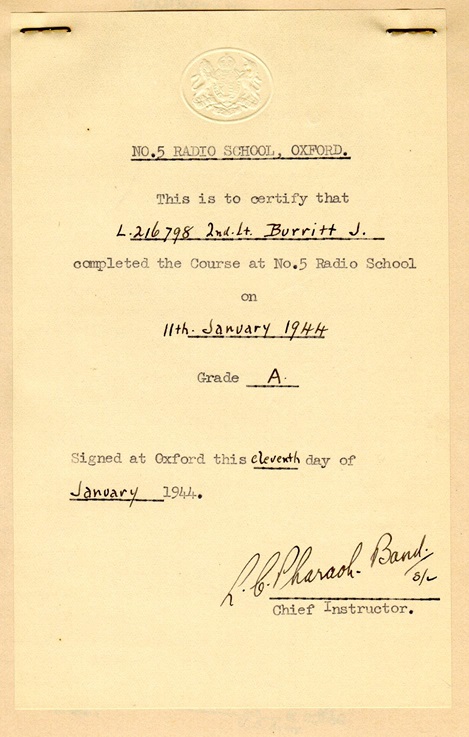 NO.5 RADIO SCHOOL, OXFORD.
This is to certify that
L.216798 2nd.Lt. Burritt J.
completed the Course at No.5 Radio School
on
11th. January 1944
Grade A.
Signed at Oxford this eleventh day of
January 1944.
L. C. Pharaoh. Band.
S/L
Chief Instructor.